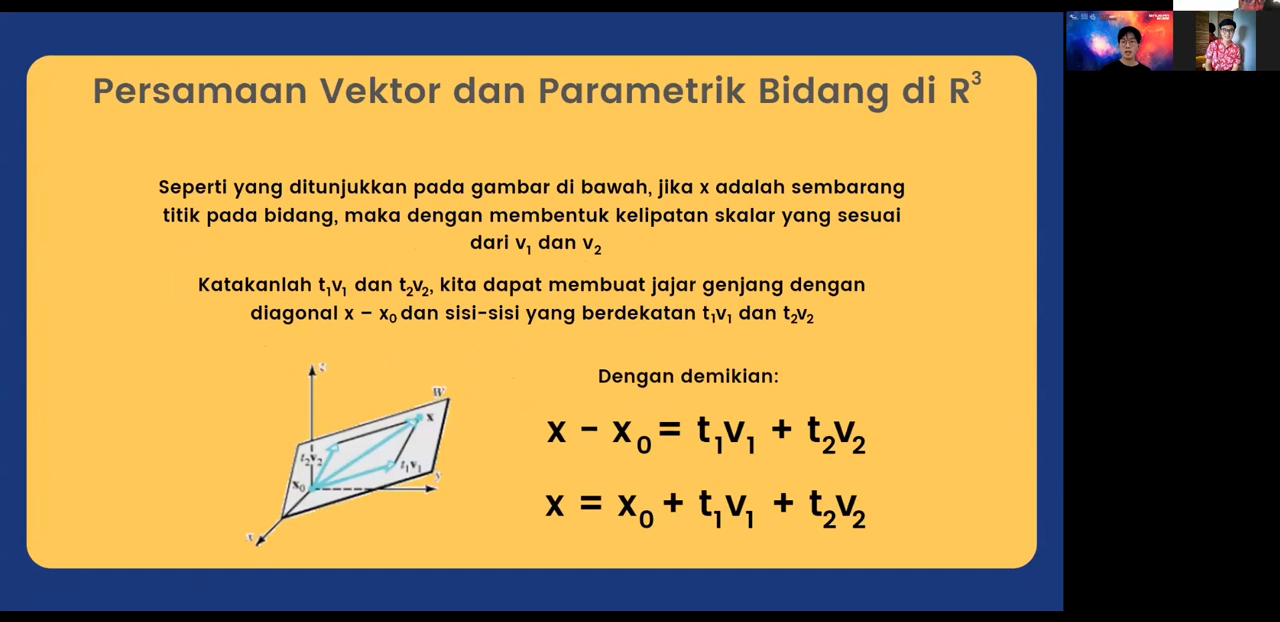 Persamaan Vektor dan Parametrik Bidang di R³
Seperti yang ditunjukkan pada gambar di bawah, jika x adalah sembarang
titik pada bidang, maka dengan membentuk kelipatan skalar yang sesuai
dari v₁ dan v₂
Katakanlah t₁v₁ dan t₂v₂, kita dapat membuat jajar genjang dengan
diagonal x – x₀ dan sisi-sisi yang berdekatan t₁v₁ dan t₂v₂
Dengan demikian:
x - x₀ = t₁v₁ + t₂v₂
x = x₀ + t₁v₁ + t₂v₂
W
x
t₂v₂
t₁v₁
x₀
y
x